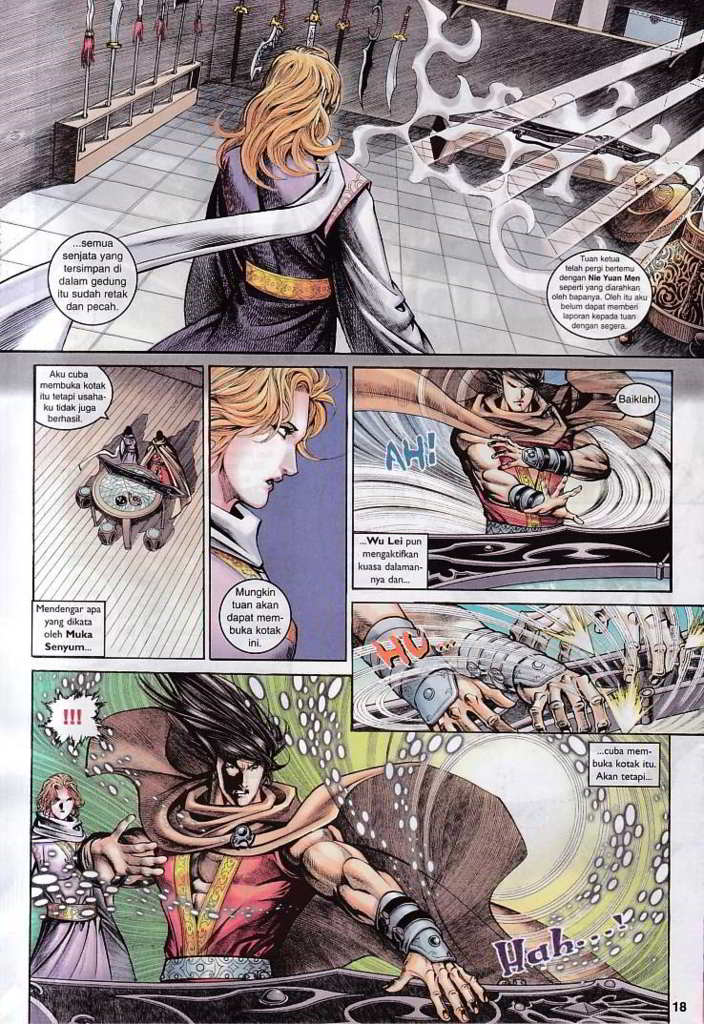 ...semua
senjata yang
tersimpan di
dalam gedung
itu sudah retak
dan pecah.
Tuan ketua
telah pergi bertemu
dengan Nie Yuan Men
seperti yang diarahkan
oleh bapanya. Oleh itu aku
belum dapat memberi
laporan kepada tuan
dengan segera.
Aku cuba
membuka kotak
itu tetapi usaha-
ku tidak juga
berhasil.
Mendengar apa
yang dikata
oleh Muka
Senyum...
Mungkin
tuan akan
dapat mem-
buka kotak
ini.
Baiklah!
AH!
...Wu Lei pun
mengaktifkan
kuasa dalaman-
nya dan...
HU...
...cuba mem-
buka kotak itu.
Akan tetapi...
!!!
Hah...!
18